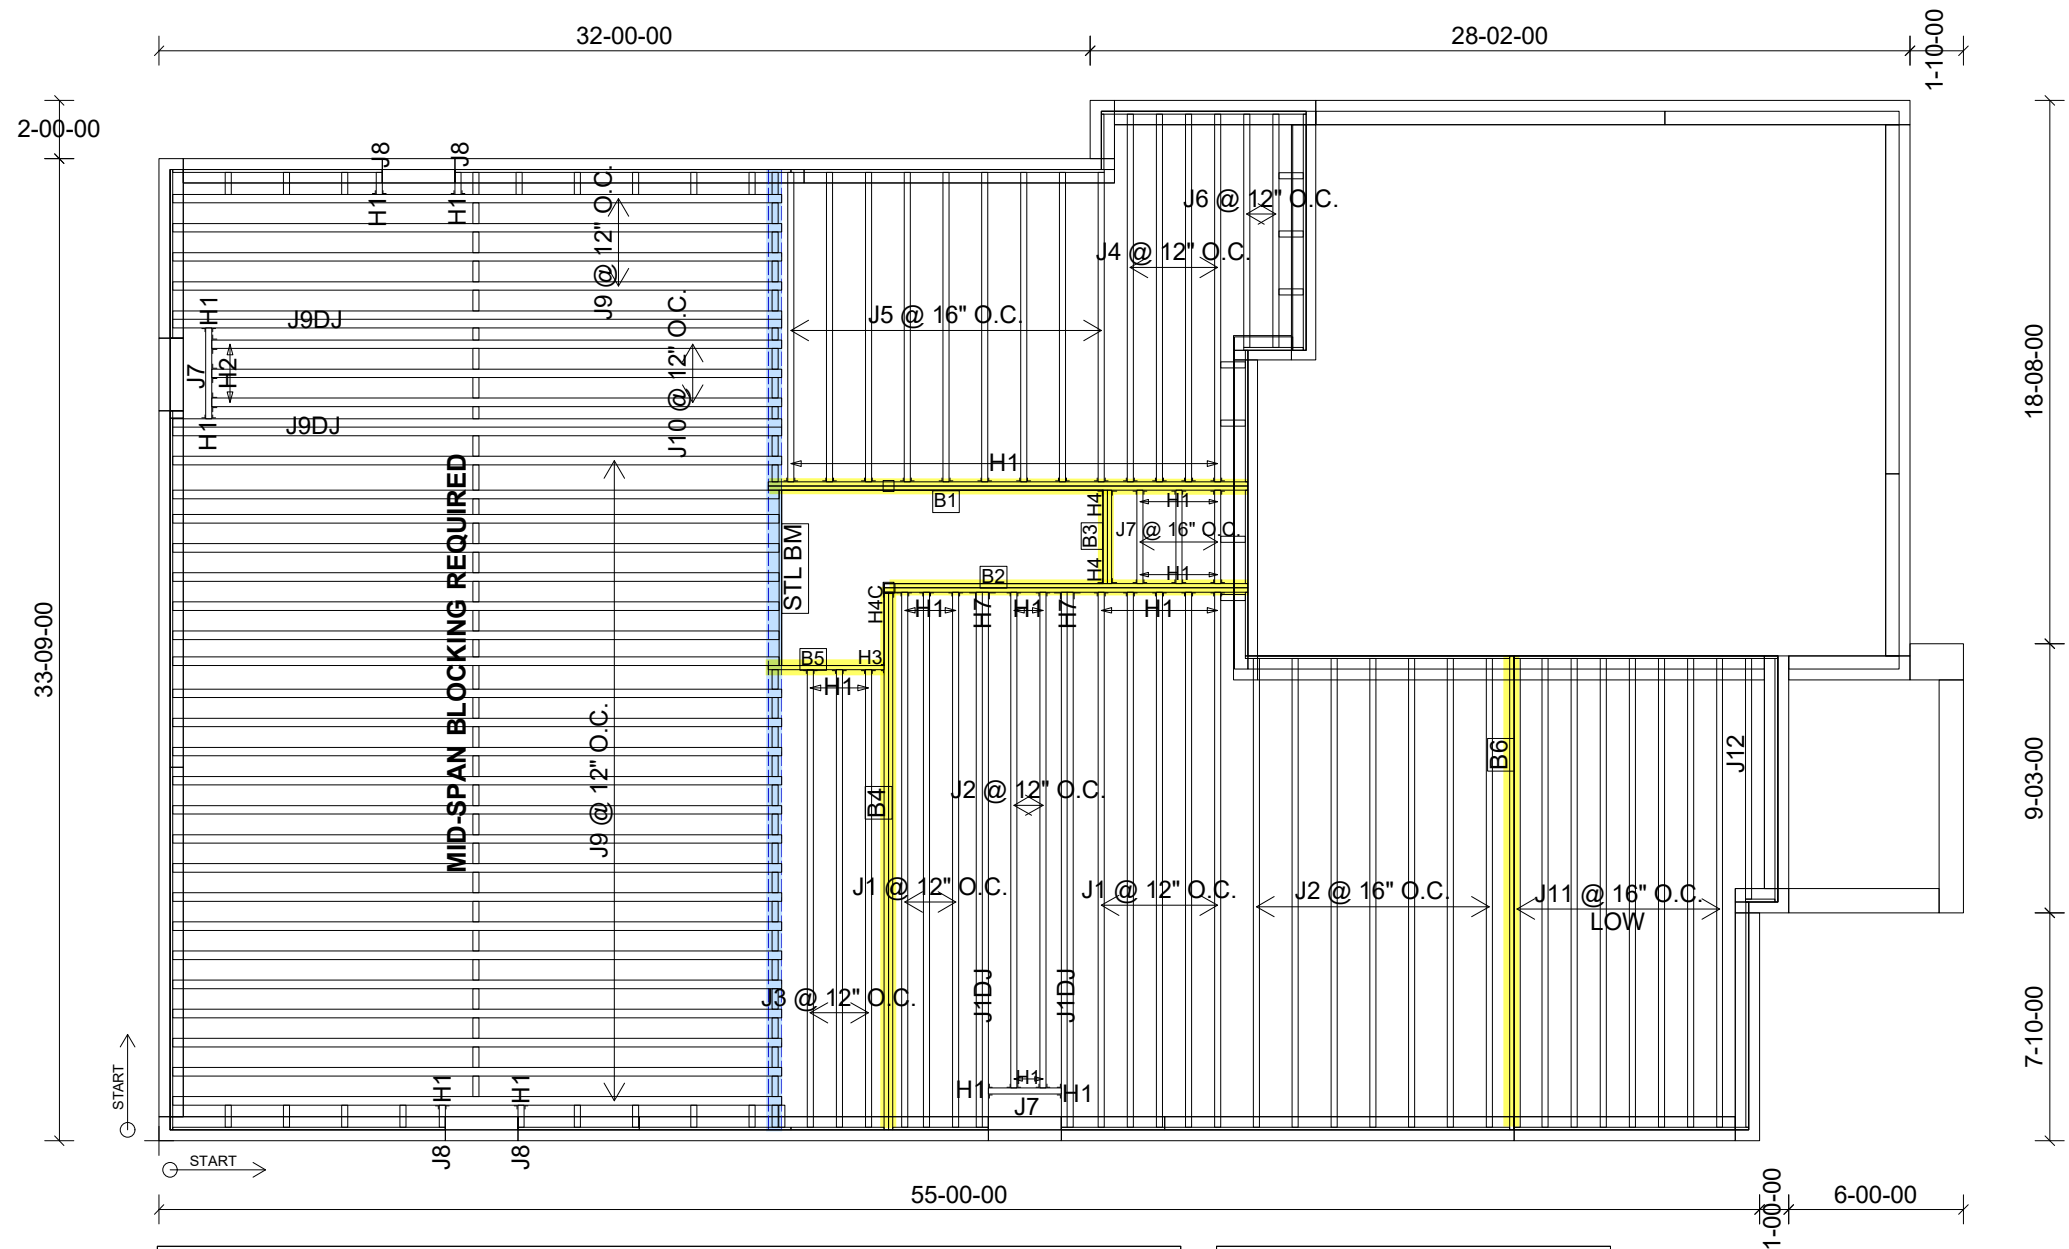 32-00-00
28-02-00
1-10-00
2-00-00
J8
J8
H1
H1
J9 @ 12" O.C.
J6 @ 12" O.C.
J4 @ 12" O.C.
H1
J9DJ
J10 @ 12" O.C.
J5 @ 16" O.C.
J7
H2
18-08-00
H1
J9DJ
MID-SPAN BLOCKING REQUIRED
H1
B1
H4
H1
STL BM
B3
J7 @ 16" O.C.
H4
H1
B2
H4C
H1
H7
H1
H7
H1
33-09-00
B5
H3
H1
J9 @ 12" O.C.
B4
J2 @ 12" O.C.
B6
J12
9-03-00
J1 @ 12" O.C.
J1 @ 12" O.C.
J2 @ 16" O.C.
J11 @ 16" O.C.
LOW
J3 @ 12" O.C.
J1DJ
J1DJ
7-10-00
H1
H1
H1
H1
H1
J7
J8
J8
START
START
55-00-00
1-00-00
6-00-00